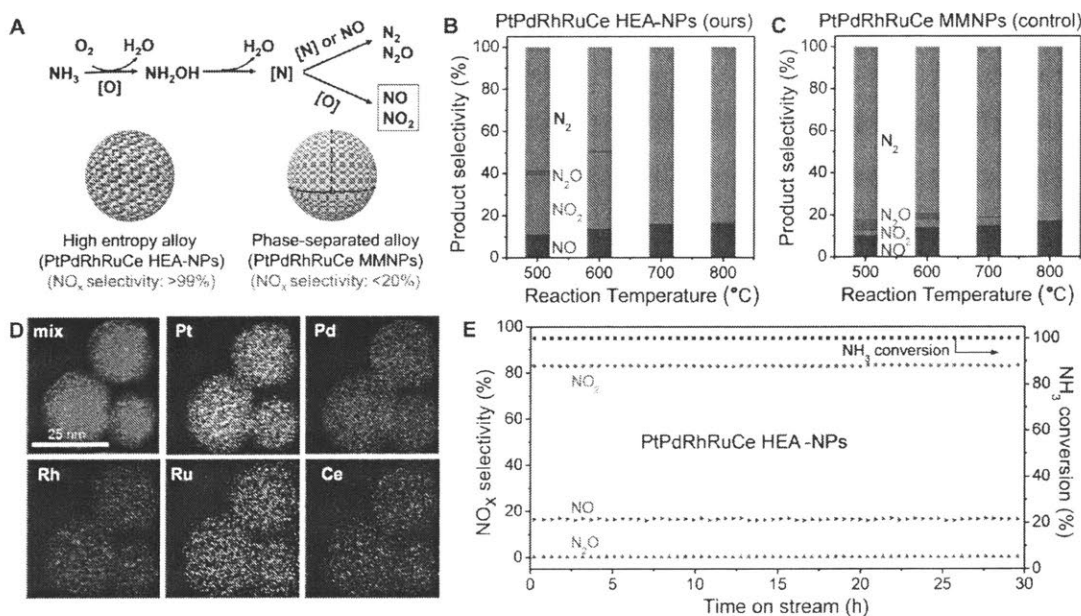 A
O₂
H₂O
H₂O
[N] or NO
N₂
N₂O
NH₃
[O]
NH₂OH
[N]
[O]
NO
NO₂
High entropy alloy
(PtPdRhRuCe HEA-NPs)
(NOₓ selectivity: >99%)
Phase-separated alloy
(PtPdRhRuCe MMNPs)
(NOₓ selectivity: <20%)
B
PtPdRhRuCe HEA-NPs (ours)
Product selectivity (%)
100
80
60
40
20
0
N₂
N₂O
NO₂
NO
500 600 700 800
Reaction Temperature (°C)
C
PtPdRhRuCe MMNPs (control)
Product selectivity (%)
100
80
60
40
20
0
N₂
N₂O
NO₂
NO
500 600 700 800
Reaction Temperature (°C)
D
mix
Pt
Pd
25 nm
Rh
Ru
Ce
E
NOₓ selectivity (%)
100
80
60
40
20
0
NH₃ conversion
NO₂
PtPdRhRuCe HEA-NPs
NO
N₂O
100
80
60
40
20
0
NH₃ conversion (%)
0 5 10 15 20 25 30
Time on stream (h)